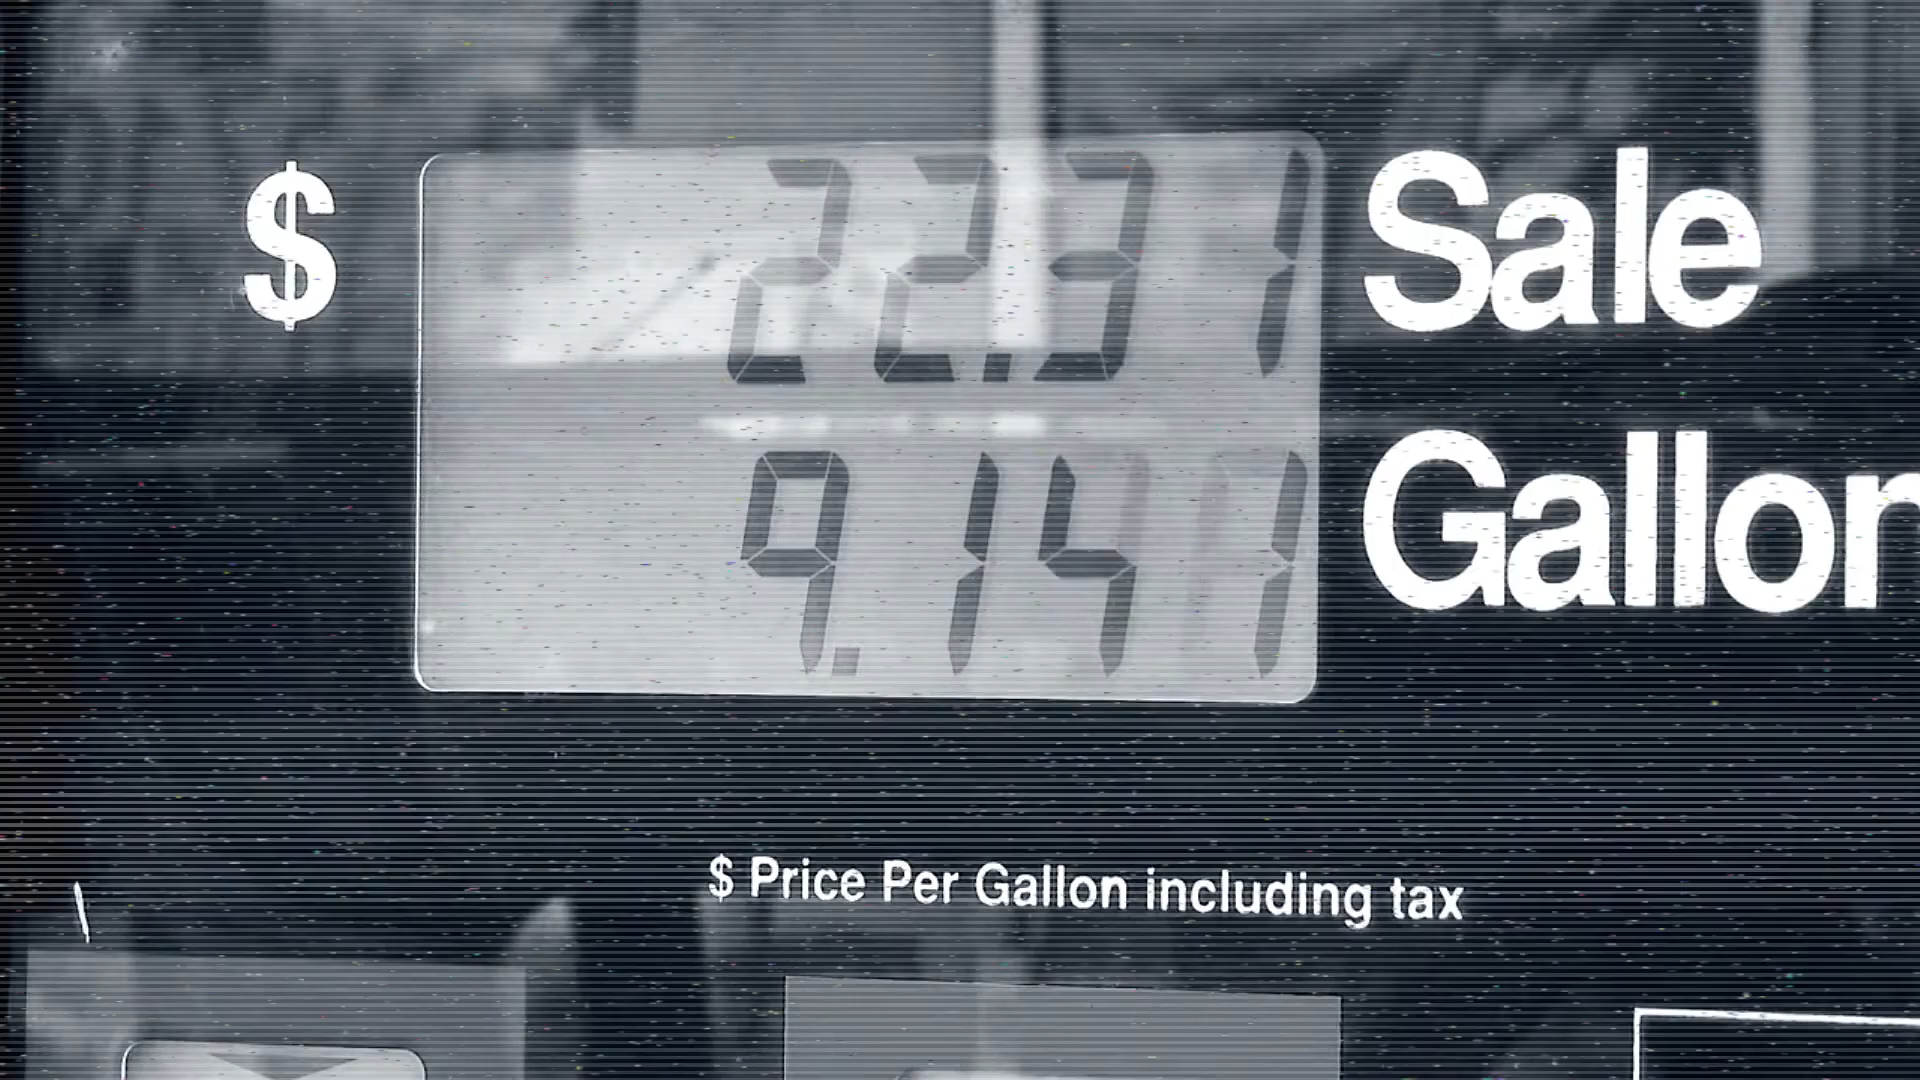 $ 22.31 Sale
9.141 Gallon
$ Price Per Gallon including tax